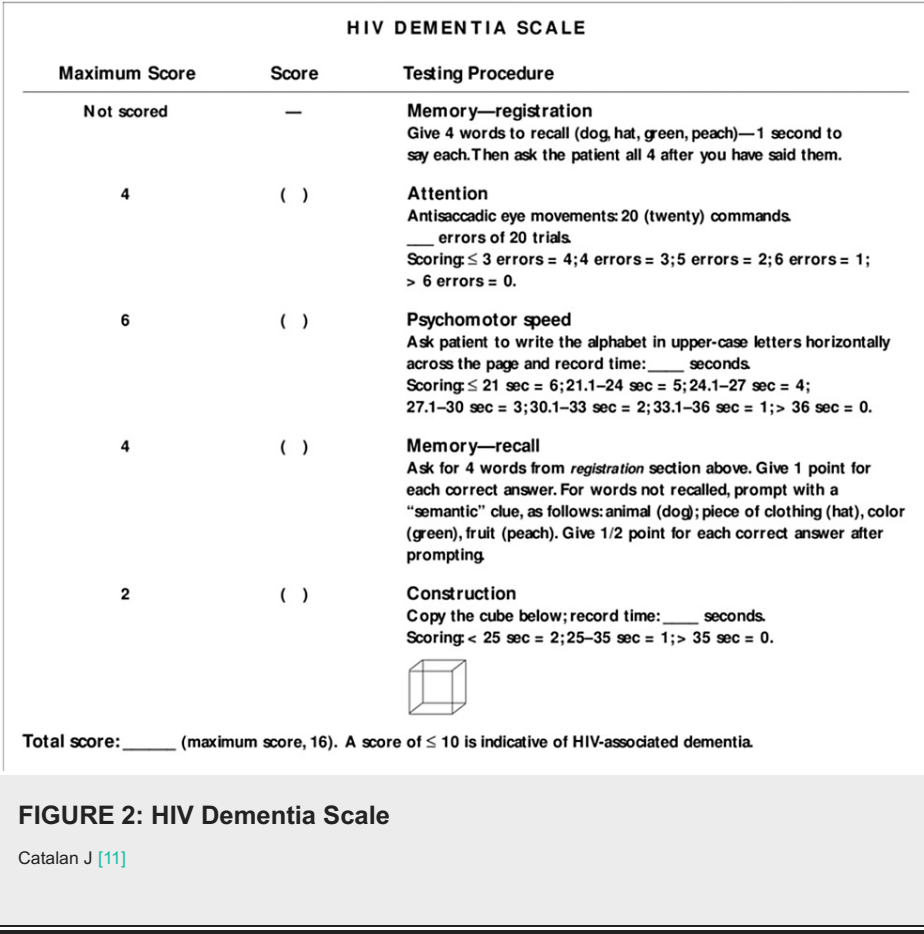 HIV DEMENTIA SCALE
Maximum Score Score Testing Procedure
Not scored — Memory—registration
Give 4 words to recall (dog, hat, green, peach)—1 second to
say each. Then ask the patient all 4 after you have said them.
4 ( ) Attention
Antisaccadic eye movements: 20 (twenty) commands.
___ errors of 20 trials.
Scoring: ≤ 3 errors = 4; 4 errors = 3; 5 errors = 2; 6 errors = 1;
> 6 errors = 0.
6 ( ) Psychomotor speed
Ask patient to write the alphabet in upper-case letters horizontally
across the page and record time: ____ seconds.
Scoring: ≤ 21 sec = 6; 21.1–24 sec = 5; 24.1–27 sec = 4;
27.1–30 sec = 3; 30.1–33 sec = 2; 33.1–36 sec = 1; > 36 sec = 0.
4 ( ) Memory—recall
Ask for 4 words from registration section above. Give 1 point for
each correct answer. For words not recalled, prompt with a
“semantic” clue, as follows: animal (dog); piece of clothing (hat), color
(green), fruit (peach). Give 1/2 point for each correct answer after
prompting.
2 ( ) Construction
Copy the cube below; record time: ____ seconds.
Scoring: < 25 sec = 2; 25–35 sec = 1; > 35 sec = 0.
Total score: ______ (maximum score, 16). A score of ≤ 10 is indicative of HIV-associated dementia.
FIGURE 2: HIV Dementia Scale
Catalan J [11]